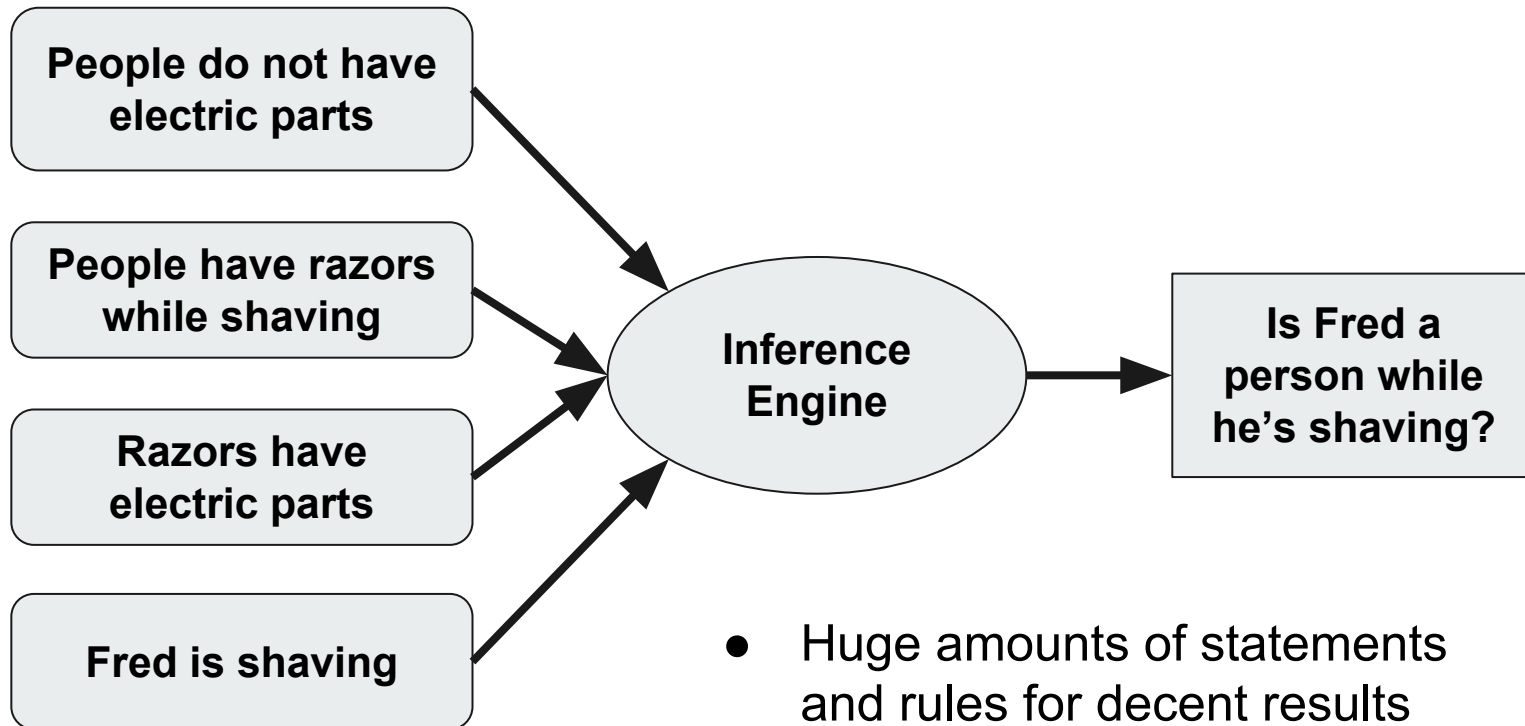 People do not have
electric parts
People have razors
while shaving
Razors have
electric parts
Fred is shaving
Inference
Engine
Is Fred a
person while
he’s shaving?
● Huge amounts of statements
and rules for decent results